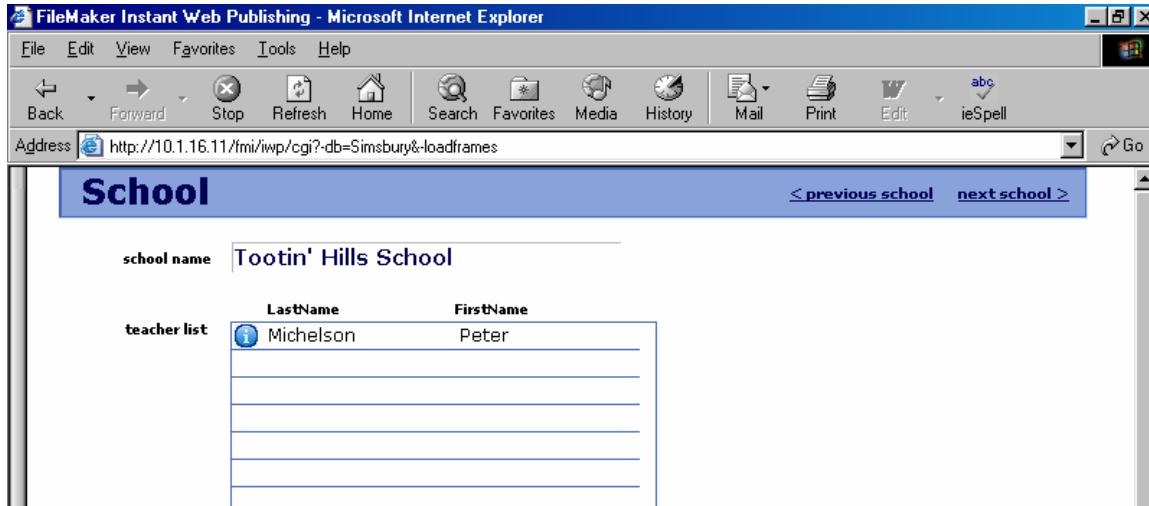 FileMaker Instant Web Publishing - Microsoft Internet Explorer
File Edit View Favorites Tools Help
Back Forward Stop Refresh Home Search Favorites Media History Mail Print Edit ieSpell
Address http://10.1.16.11/fmi/iwp/cgi?-db=Simsbury&-loadframes Go
School < previous school next school >
school name Tootin' Hills School
LastName FirstName
teacher list Michelson Peter